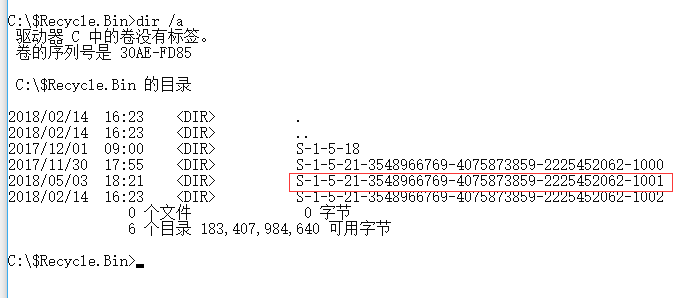 C:\$Recycle.Bin>dir /a
驱动器 C 中的卷没有标签。
卷的序列号是 30AE-FD85
C:\$Recycle.Bin 的目录
2018/02/14 16:23 <DIR> .
2018/02/14 16:23 <DIR> ..
2017/12/01 09:00 <DIR> S-1-5-18
2017/11/30 17:55 <DIR> S-1-5-21-3548966769-4075873859-2225452062-1000
2018/05/03 18:21 <DIR> S-1-5-21-3548966769-4075873859-2225452062-1001
2018/02/14 16:23 <DIR> S-1-5-21-3548966769-4075873859-2225452062-1002
0 个文件 0 字节
6 个目录 183,407,984,640 可用字节
C:\$Recycle.Bin>